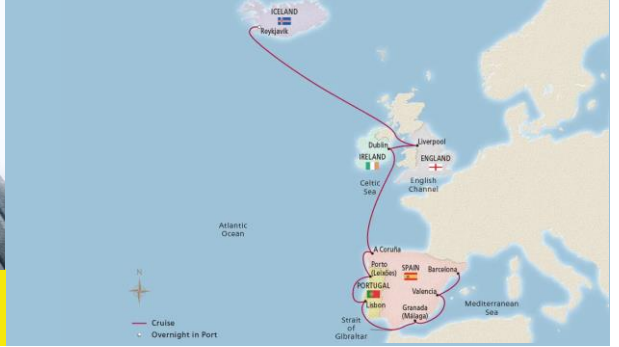 ICELAND
Reykjavik
Dublin
Liverpool
IRELAND
ENGLAND
Celtic
Sea
English
Channel
Atlantic
Ocean
A Coruña
Porto
(Leixões)
SPAIN
Barcelona
PORTUGAL
Valencia
Lisbon
Granada
(Málaga)
Mediterranean
Sea
Strait
of
Gibraltar
N
Cruise
Overnight in Port